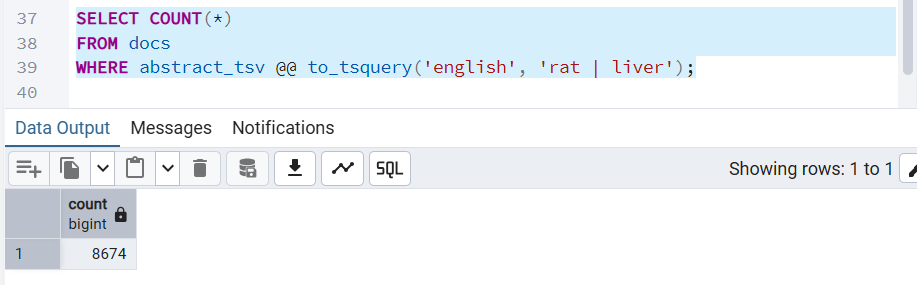 37 SELECT COUNT(*)
38 FROM docs
39 WHERE abstract_tsv @@ to_tsquery('english', 'rat | liver');
40
Data Output Messages Notifications
SQL Showing rows: 1 to 1
count
bigint
1 8674